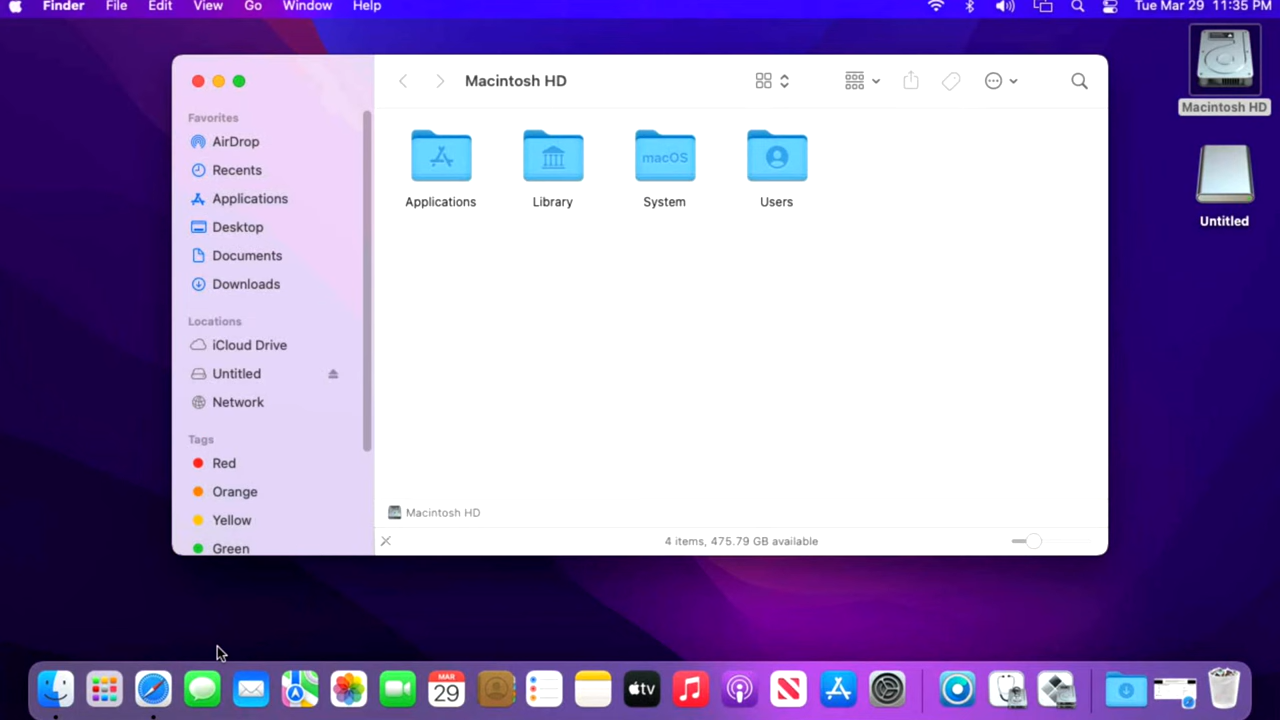 Finder File Edit View Go Window Help Tue Mar 29 11:35 PM
Macintosh HD
Macintosh HD
Untitled
Favorites
AirDrop
Recents
Applications
Desktop
Documents
Downloads
Locations
iCloud Drive
Untitled
Network
Tags
Red
Orange
Yellow
Green
macOS
Applications Library System Users
Macintosh HD
4 items, 475.79 GB available
MAR
29
tv